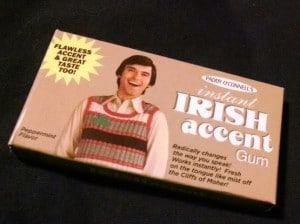 FLAWLESS
ACCENT
& GREAT
TASTE
TOO!
PADDY O'CONNELL'S
instant
IRISH
accent
Gum
Radically changes
the way you speak!
Works instantly! Fresh
on the tongue like mist off
the Cliffs of Moher!
Peppermint
Flavor